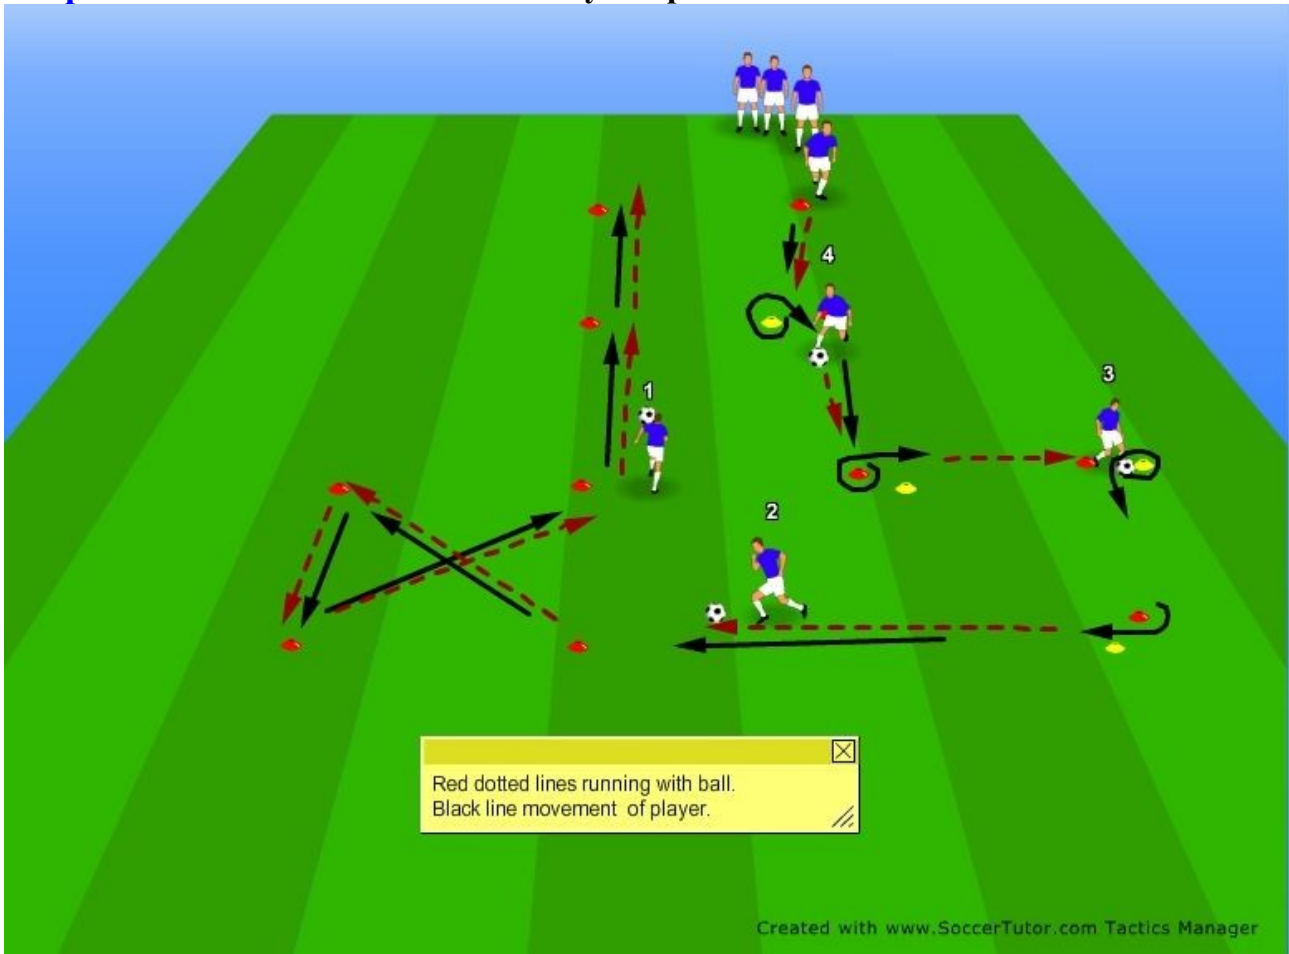 4
3
1
2
Red dotted lines running with ball.
Black line movement of player.
Created with www.SoccerTutor.com Tactics Manager